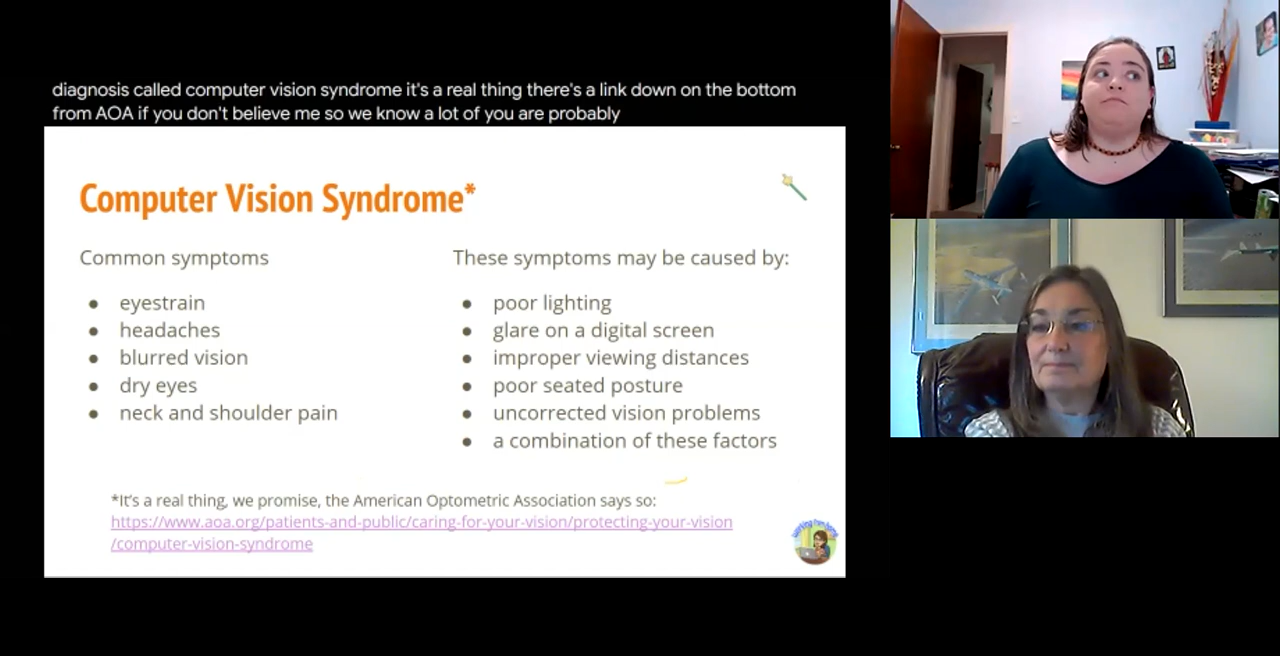 diagnosis called computer vision syndrome it's a real thing there's a link down on the bottom
from AOA if you don't believe me so we know a lot of you are probably
Computer Vision Syndrome*
Common symptoms
● eyestrain
● headaches
● blurred vision
● dry eyes
● neck and shoulder pain
These symptoms may be caused by:
● poor lighting
● glare on a digital screen
● improper viewing distances
● poor seated posture
● uncorrected vision problems
● a combination of these factors
*It's a real thing, we promise, the American Optometric Association says so:
https://www.aoa.org/patients-and-public/caring-for-your-vision/protecting-your-vision
/computer-vision-syndrome
working from home